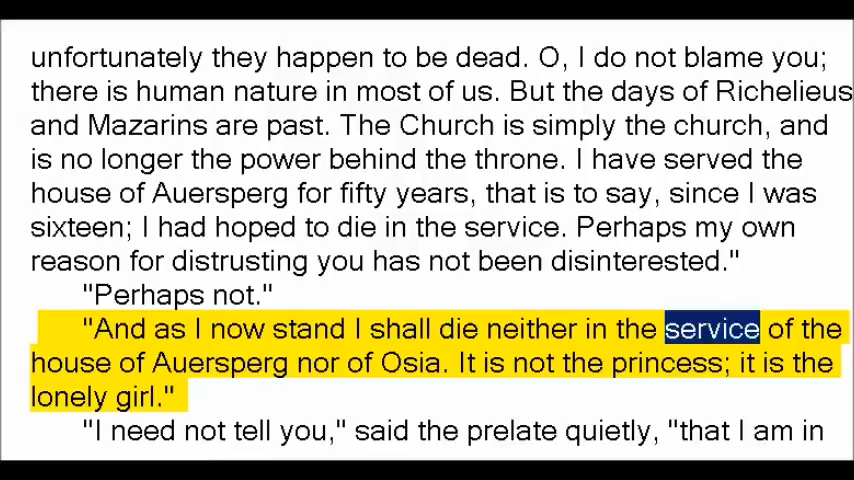 unfortunately they happen to be dead. O, I do not blame you;
there is human nature in most of us. But the days of Richelieus
and Mazarins are past. The Church is simply the church, and
is no longer the power behind the throne. I have served the
house of Auersperg for fifty years, that is to say, since I was
sixteen; I had hoped to die in the service. Perhaps my own
reason for distrusting you has not been disinterested."
"Perhaps not."
"And as I now stand I shall die neither in the service of the
house of Auersperg nor of Osia. It is not the princess; it is the
lonely girl."
"I need not tell you," said the prelate quietly, "that I am in